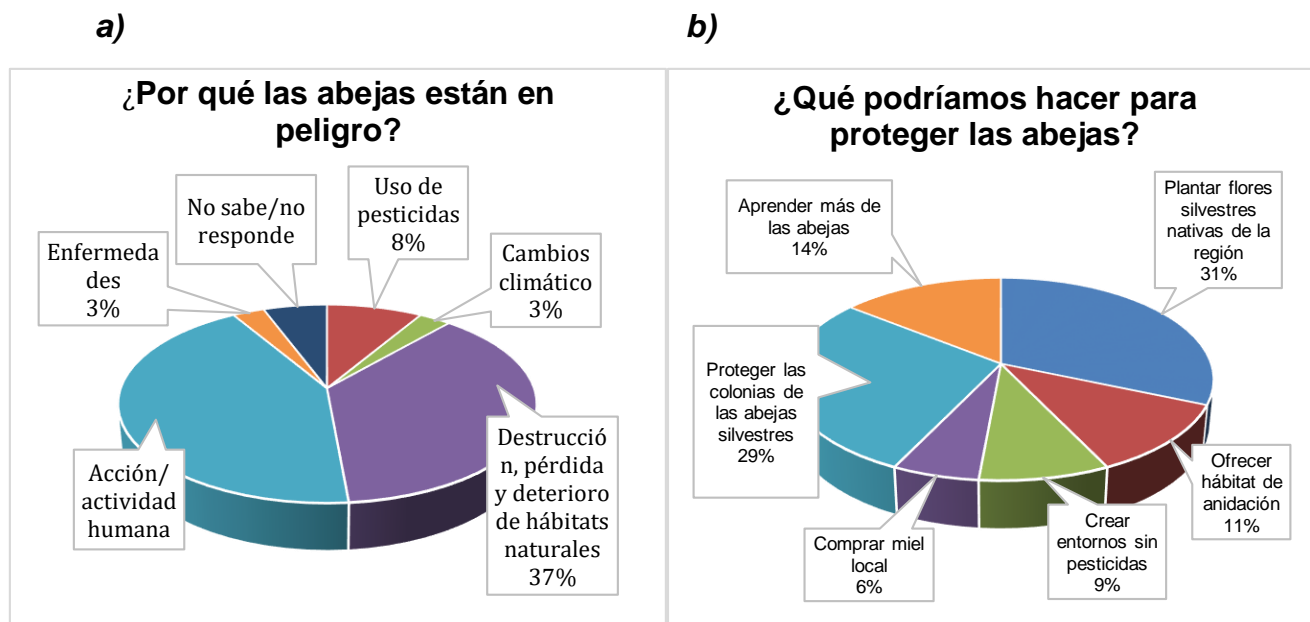 a)
b)
¿Por qué las abejas están en
peligro?
No sabe/no
responde
Uso de
pesticidas
8%
Enfermeda
des
3%
Cambios
climático
3%
Acción/
actividad
humana
Destrucció
n, pérdida
y deterioro
de hábitats
naturales
37%
¿Qué podríamos hacer para
proteger las abejas?
Aprender más de
las abejas
14%
Plantar flores
silvestres
nativas de la
región
31%
Proteger las
colonias de
las abejas
silvestres
29%
Ofrecer
hábitat de
anidación
11%
Comprar miel
local
6%
Crear
entornos sin
pesticidas
9%